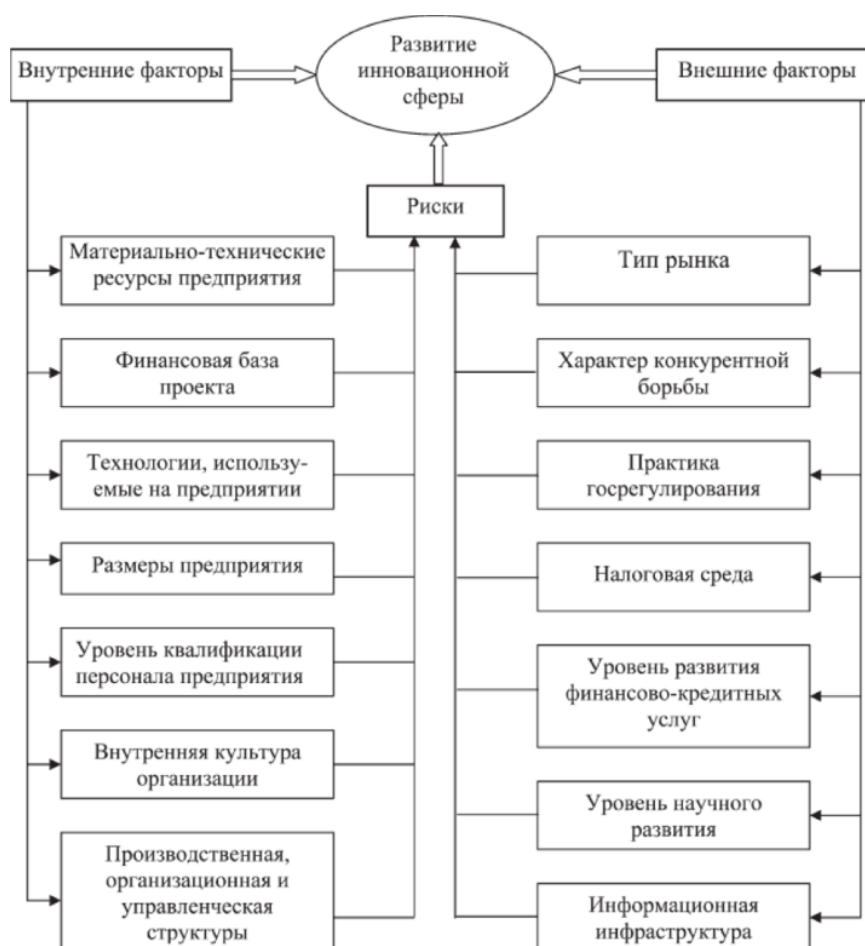 Развитие
инновационной
сферы
Внутренние факторы
Внешние факторы
Риски
Материально-технические
ресурсы предприятия
Финансовая база
проекта
Технологии, использу-
емые на предприятии
Размеры предприятия
Уровень квалификации
персонала предприятия
Внутренняя культура
организации
Производственная,
организационная и
управленческая
структуры
Тип рынка
Характер конкурентной
борьбы
Практика
госрегулирования
Налоговая среда
Уровень развития
финансово-кредитных
услуг
Уровень научного
развития
Информационная
инфраструктура